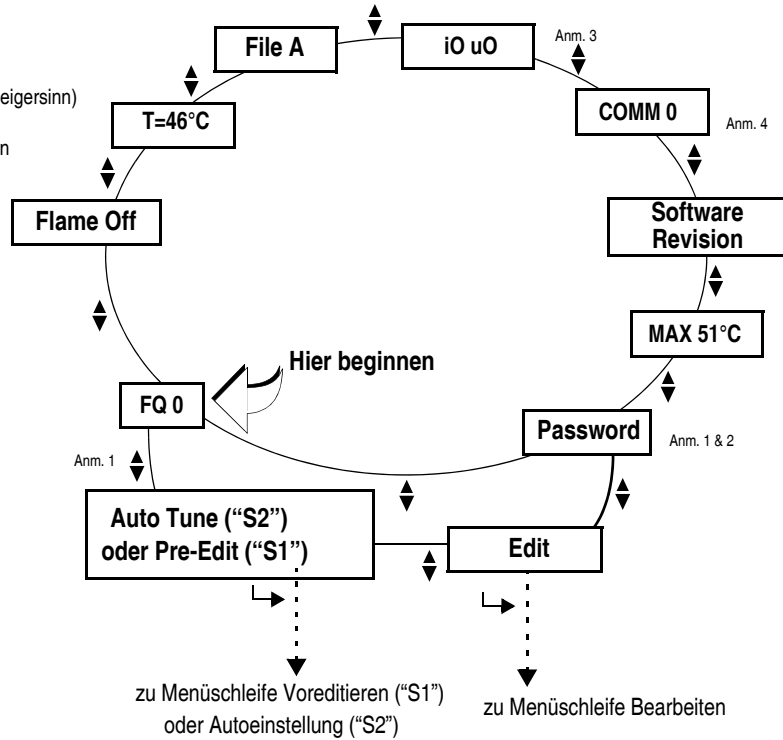 File A
iO uO
Anm. 3
eigersinn)
T=46°C
COMM 0
Anm. 4
n
Flame Off
Software
Revision
MAX 51°C
Hier beginnen
FQ 0
Password
Anm. 1 & 2
Anm. 1
Auto Tune (“S2”)
oder Pre-Edit (“S1”)
Edit
zu Menüschleife Voreditieren (“S1”)
oder Autoeinstellung (“S2”)
zu Menüschleife Bearbeiten